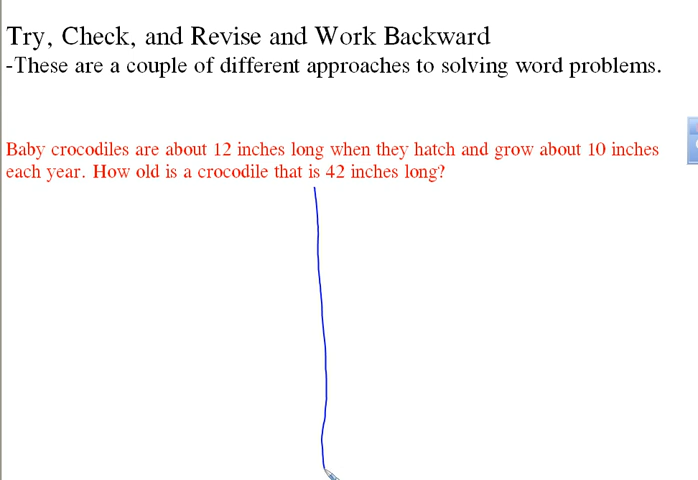 Try, Check, and Revise and Work Backward
-These are a couple of different approaches to solving word problems.
Baby crocodiles are about 12 inches long when they hatch and grow about 10 inches
each year. How old is a crocodile that is 42 inches long?